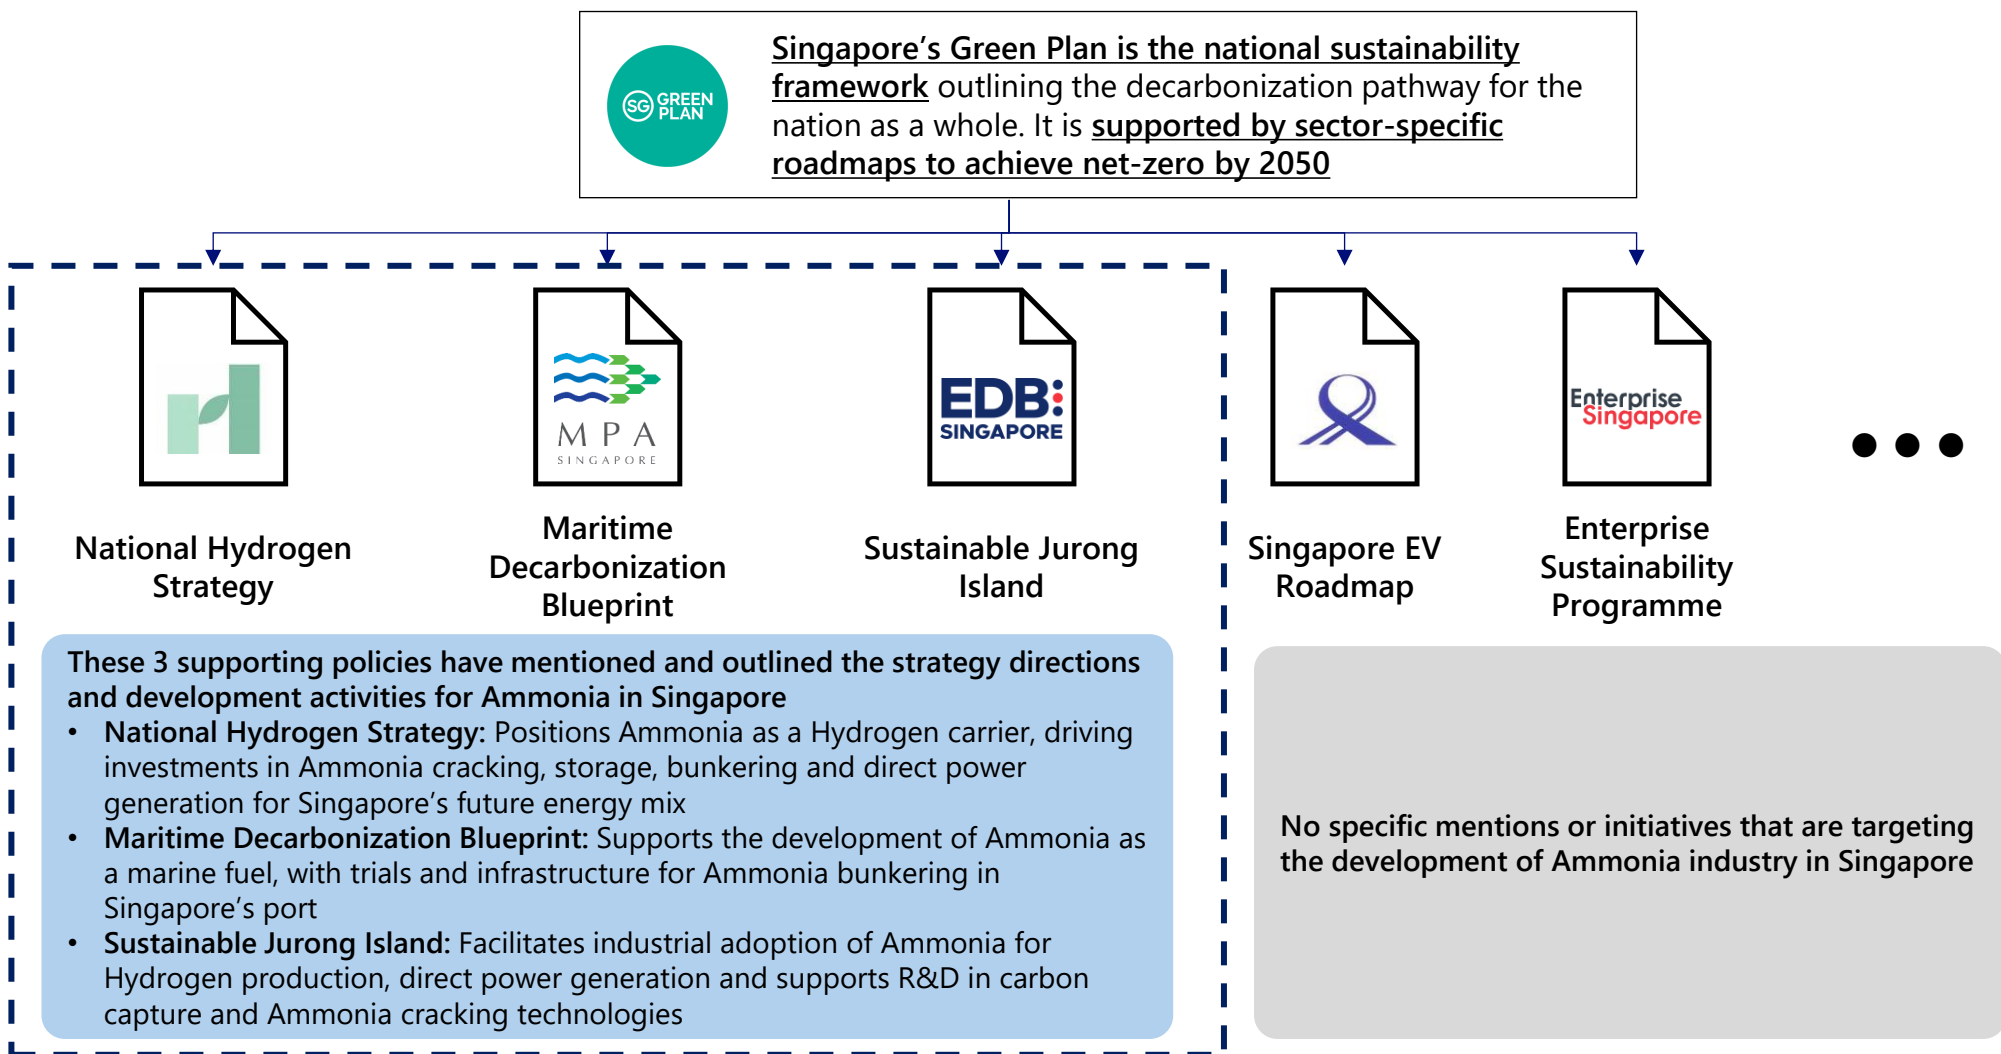 Singapore’s Green Plan is the national sustainability
framework outlining the decarbonization pathway for the
nation as a whole. It is supported by sector-specific
roadmaps to achieve net-zero by 2050
SG GREEN
PLAN
MPA
SINGAPORE
EDB
SINGAPORE
Enterprise
Singapore
National Hydrogen
Strategy
Maritime
Decarbonization
Blueprint
Sustainable Jurong
Island
Singapore EV
Roadmap
Enterprise
Sustainability
Programme
These 3 supporting policies have mentioned and outlined the strategy directions
and development activities for Ammonia in Singapore
• National Hydrogen Strategy: Positions Ammonia as a Hydrogen carrier, driving
investments in Ammonia cracking, storage, bunkering and direct power
generation for Singapore’s future energy mix
• Maritime Decarbonization Blueprint: Supports the development of Ammonia as
a marine fuel, with trials and infrastructure for Ammonia bunkering in
Singapore’s port
• Sustainable Jurong Island: Facilitates industrial adoption of Ammonia for
Hydrogen production, direct power generation and supports R&D in carbon
capture and Ammonia cracking technologies
No specific mentions or initiatives that are targeting
the development of Ammonia industry in Singapore